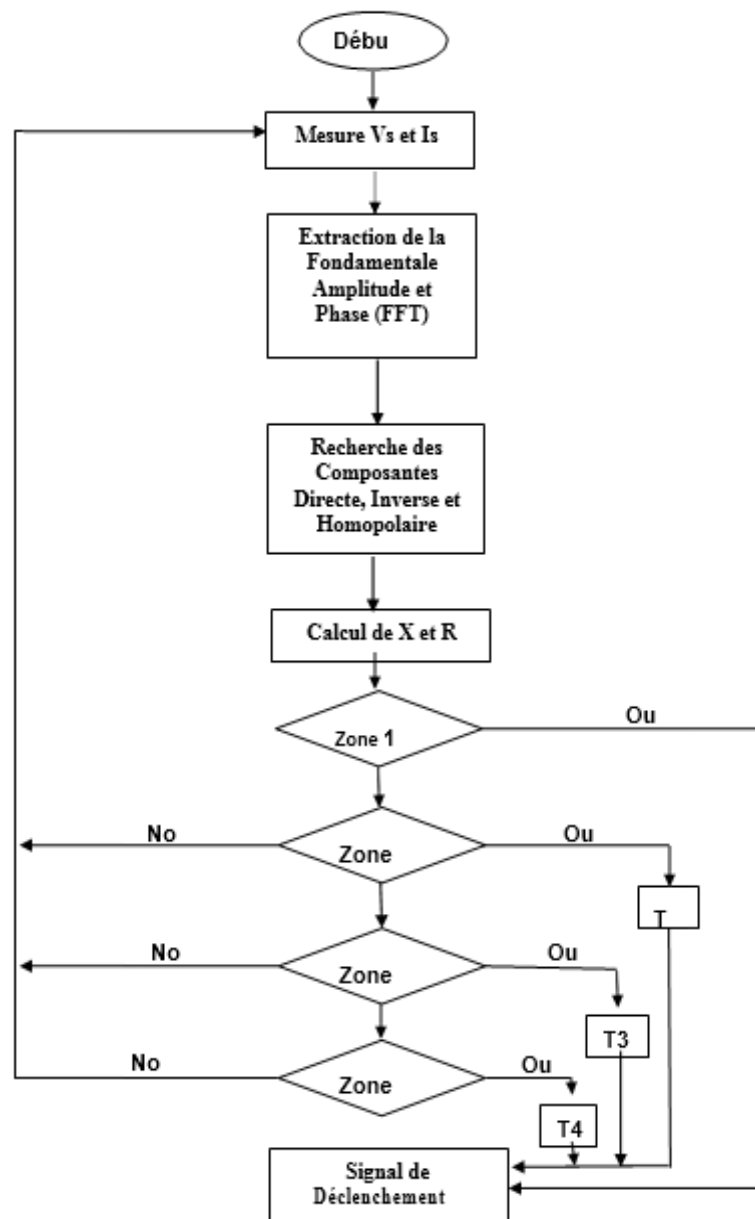 Débu
Mesure Vs et Is
Extraction de la
Fondamentale
Amplitude et
Phase (FFT)
Recherche des
Composantes
Directe, Inverse et
Homopolaire
Calcul de X et R
Zone 1
Ou
No
Zone
Ou
T
No
Zone
Ou
T3
No
Zone
Ou
T4
Signal de
Déclenchement